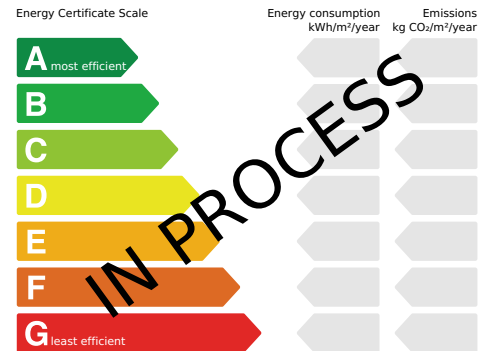 Energy Certificate Scale
Energy consumption
kWh/m²/year
Emissions
kg CO₂/m²/year
A most efficient
B
C
D
E
F
G least efficient
IN PROCESS